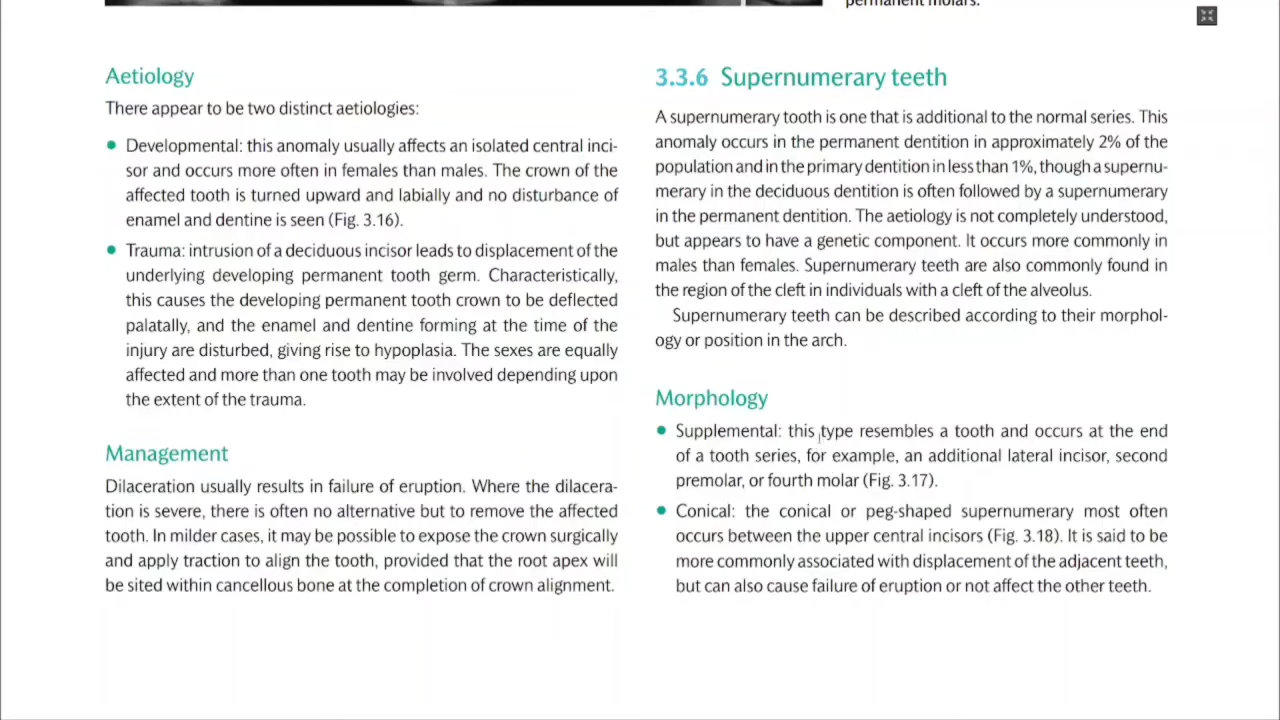 permanent molars.
Aetiology
There appear to be two distinct aetiologies:
• Developmental: this anomaly usually affects an isolated central inci-
sor and occurs more often in females than males. The crown of the
affected tooth is turned upward and labially and no disturbance of
enamel and dentine is seen (Fig. 3.16).
• Trauma: intrusion of a deciduous incisor leads to displacement of the
underlying developing permanent tooth germ. Characteristically,
this causes the developing permanent tooth crown to be deflected
palatally, and the enamel and dentine forming at the time of the
injury are disturbed, giving rise to hypoplasia. The sexes are equally
affected and more than one tooth may be involved depending upon
the extent of the trauma.
Management
Dilaceration usually results in failure of eruption. Where the dilacera-
tion is severe, there is often no alternative but to remove the affected
tooth. In milder cases, it may be possible to expose the crown surgically
and apply traction to align the tooth, provided that the root apex will
be sited within cancellous bone at the completion of crown alignment.
3.3.6 Supernumerary teeth
A supernumerary tooth is one that is additional to the normal series. This
anomaly occurs in the permanent dentition in approximately 2% of the
population and in the primary dentition in less than 1%, though a supernu-
merary in the deciduous dentition is often followed by a supernumerary
in the permanent dentition. The aetiology is not completely understood,
but appears to have a genetic component. It occurs more commonly in
males than females. Supernumerary teeth are also commonly found in
the region of the cleft in individuals with a cleft of the alveolus.
Supernumerary teeth can be described according to their morphol-
ogy or position in the arch.
Morphology
• Supplemental: this type resembles a tooth and occurs at the end
of a tooth series, for example, an additional lateral incisor, second
premolar, or fourth molar (Fig. 3.17).
• Conical: the conical or peg-shaped supernumerary most often
occurs between the upper central incisors (Fig. 3.18). It is said to be
more commonly associated with displacement of the adjacent teeth,
but can also cause failure of eruption or not affect the other teeth.